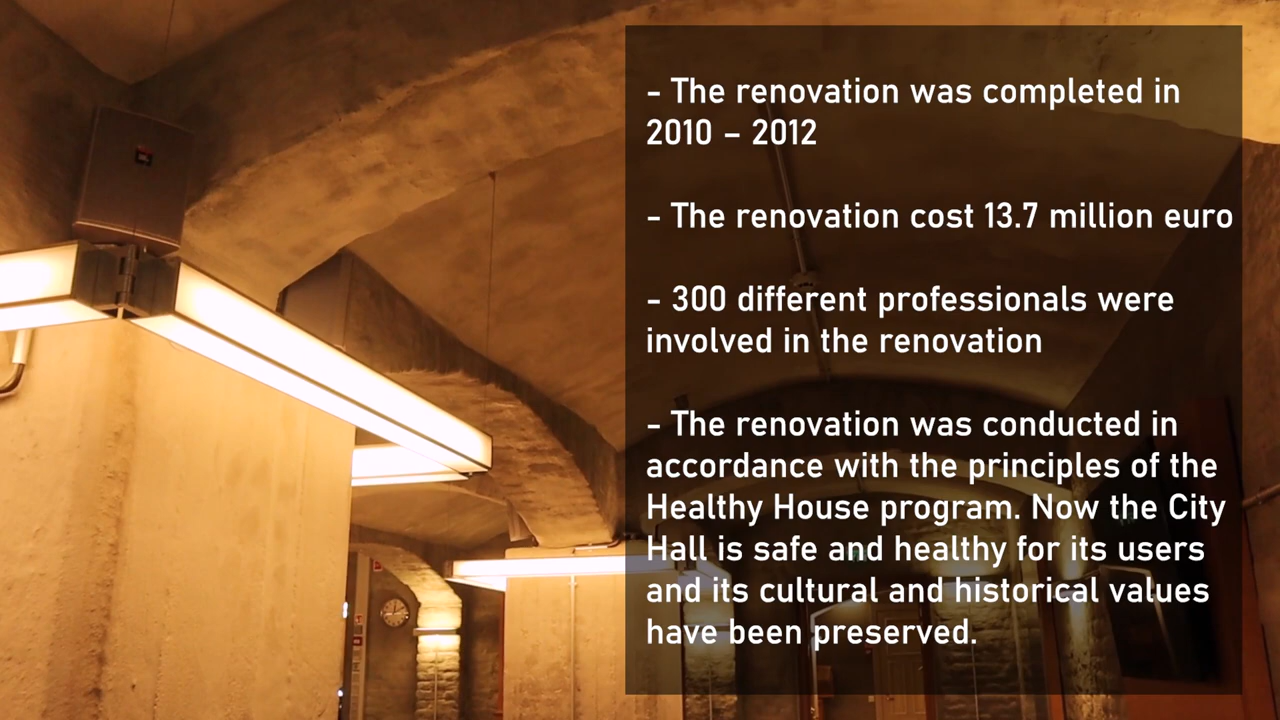 - The renovation was completed in
2010 – 2012
- The renovation cost 13.7 million euro
- 300 different professionals were
involved in the renovation
- The renovation was conducted in
accordance with the principles of the
Healthy House program. Now the City
Hall is safe and healthy for its users
and its cultural and historical values
have been preserved.